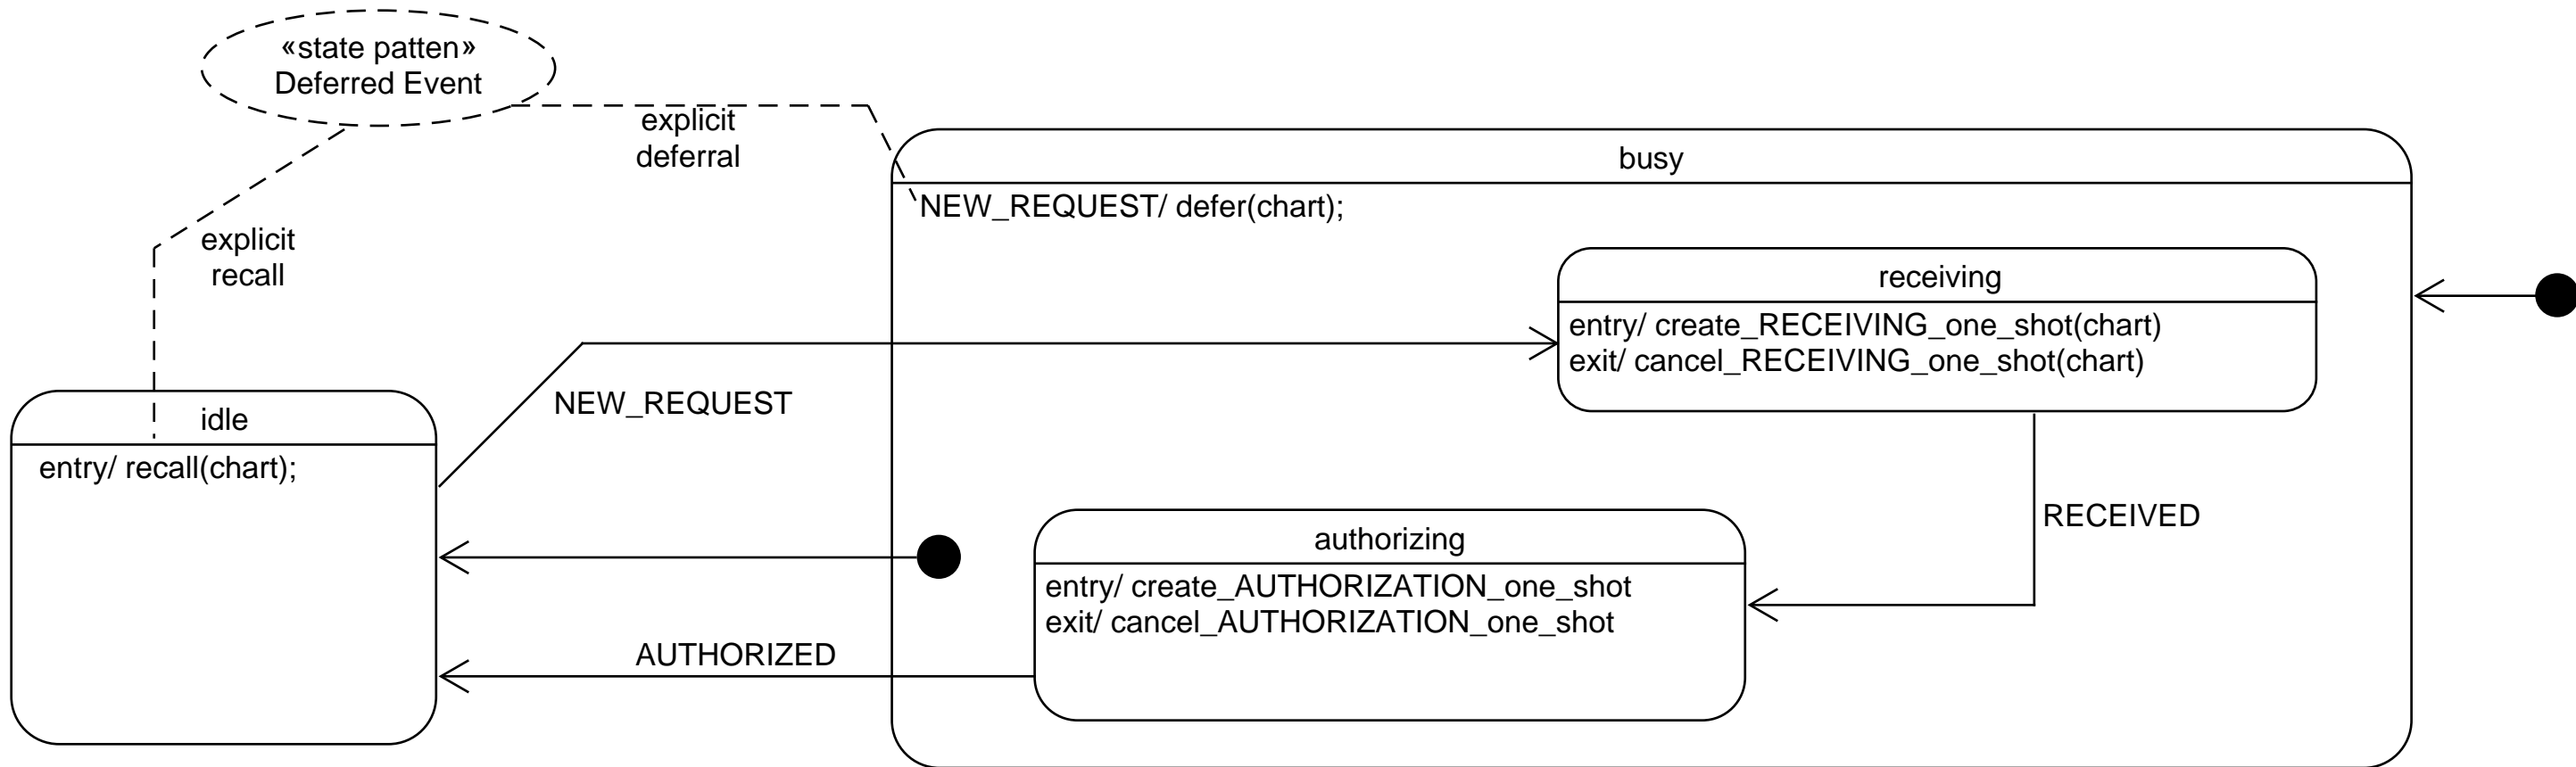 «state patten»
Deferred Event
explicit
deferral
explicit
recall
busy
NEW_REQUEST/ defer(chart);
receiving
entry/ create_RECEIVING_one_shot(chart)
exit/ cancel_RECEIVING_one_shot(chart)
NEW_REQUEST
idle
entry/ recall(chart);
RECEIVED
authorizing
entry/ create_AUTHORIZATION_one_shot
exit/ cancel_AUTHORIZATION_one_shot
AUTHORIZED